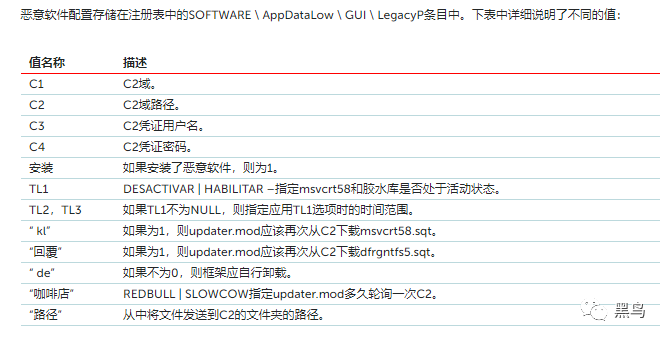 恶意软件配置存储在注册表中的SOFTWARE \ AppDataLow \ GUI \ LegacyP条目中。下表中详细说明了不同的值：
值名称 描述
C1 C2域。
C2 C2域路径。
C3 C2凭证用户名。
C4 C2凭证密码。
安装 如果安装了恶意软件，则为1。
TL1 DESACTIVAR | HABILITAR –指定msvcrt58和胶水库是否处于活动状态。
TL2，TL3 如果TL1不为NULL，则指定应用TL1选项时的时间范围。
“ kl” 如果为1，则updater.mod应该再次从C2下载msvcrt58.sqt。
“回覆” 如果为1，则updater.mod应该再次从C2下载dfrgntfs5.sqt。
“ de” 如果不为0，则框架应自行卸载。
“咖啡店” REDBULL | SLOWCOW指定updater.mod多久轮询一次C2。
“路径” 从中将文件发送到C2的文件夹的路径。
黑鸟